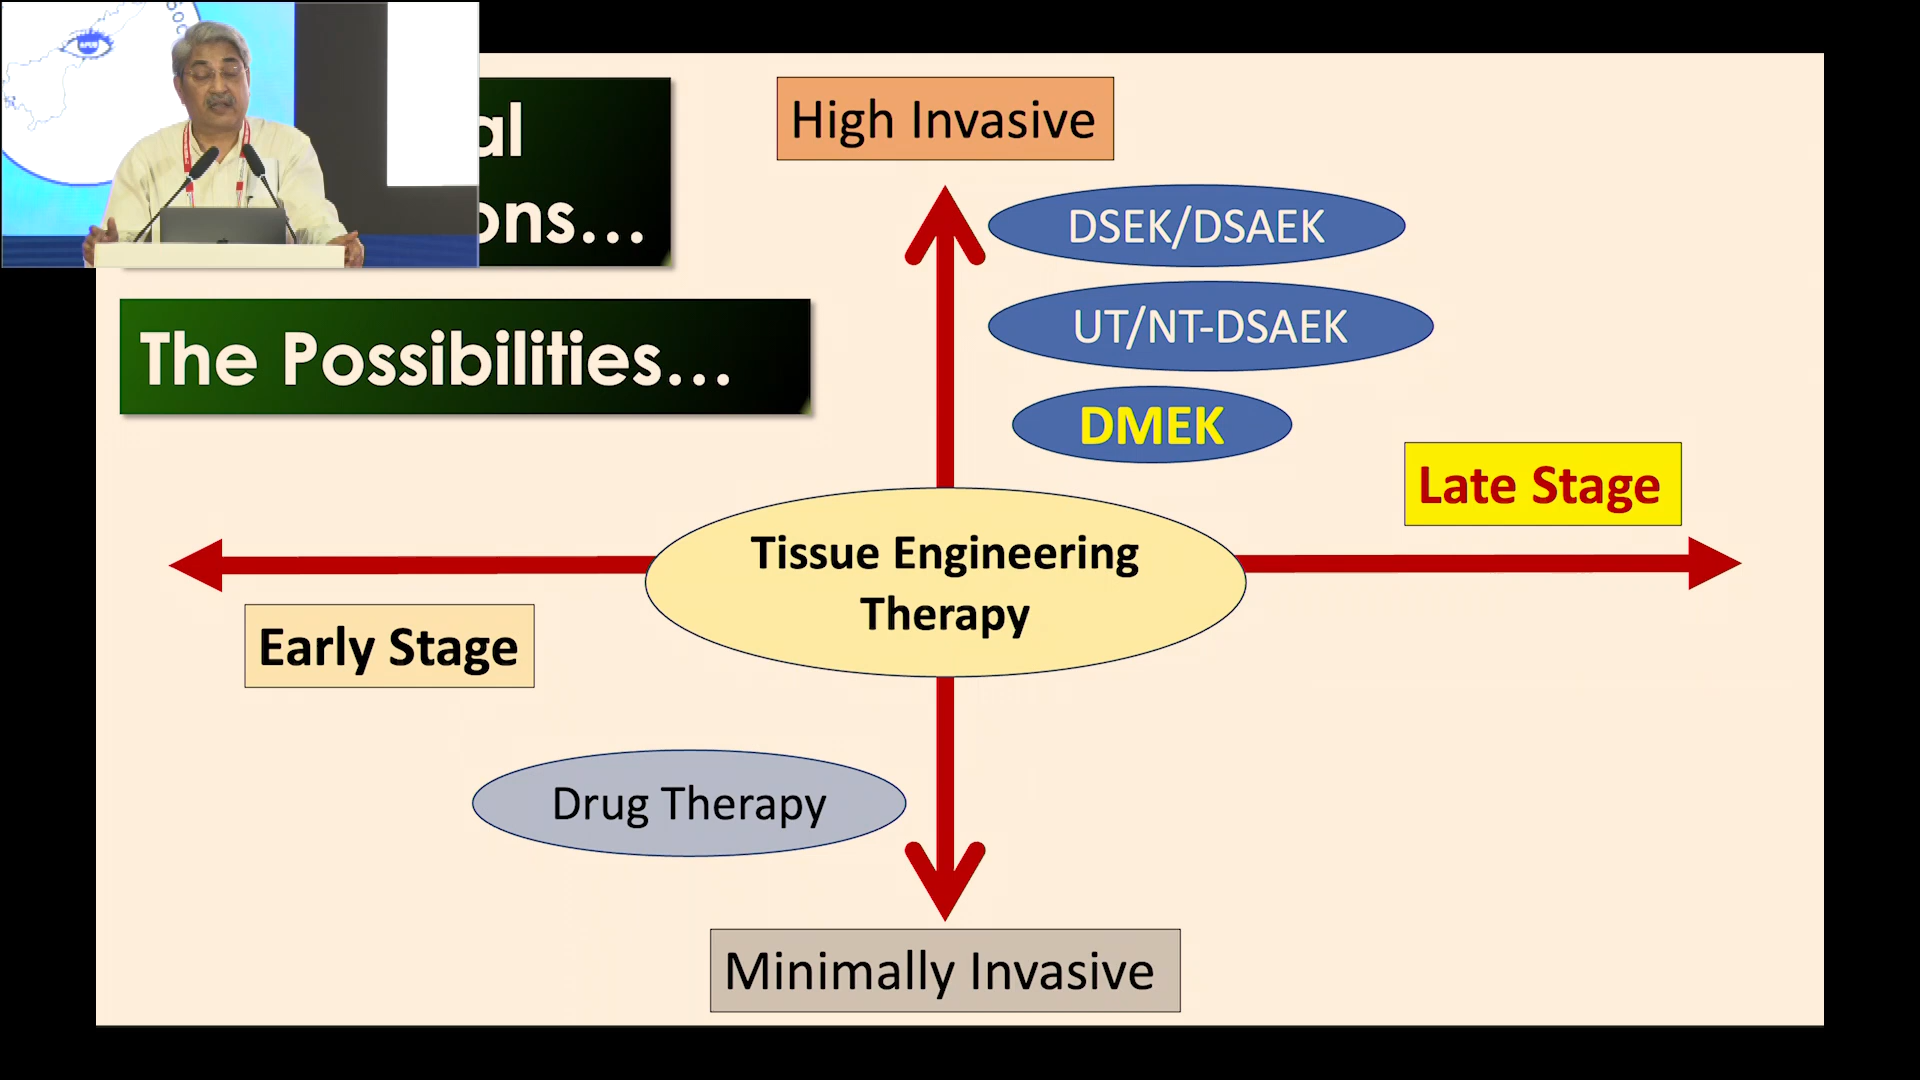 al
ons...
The Possibilities...
High Invasive
DSEK/DSAEK
UT/NT-DSAEK
DMEK
Late Stage
Tissue Engineering
Therapy
Early Stage
Drug Therapy
Minimally Invasive